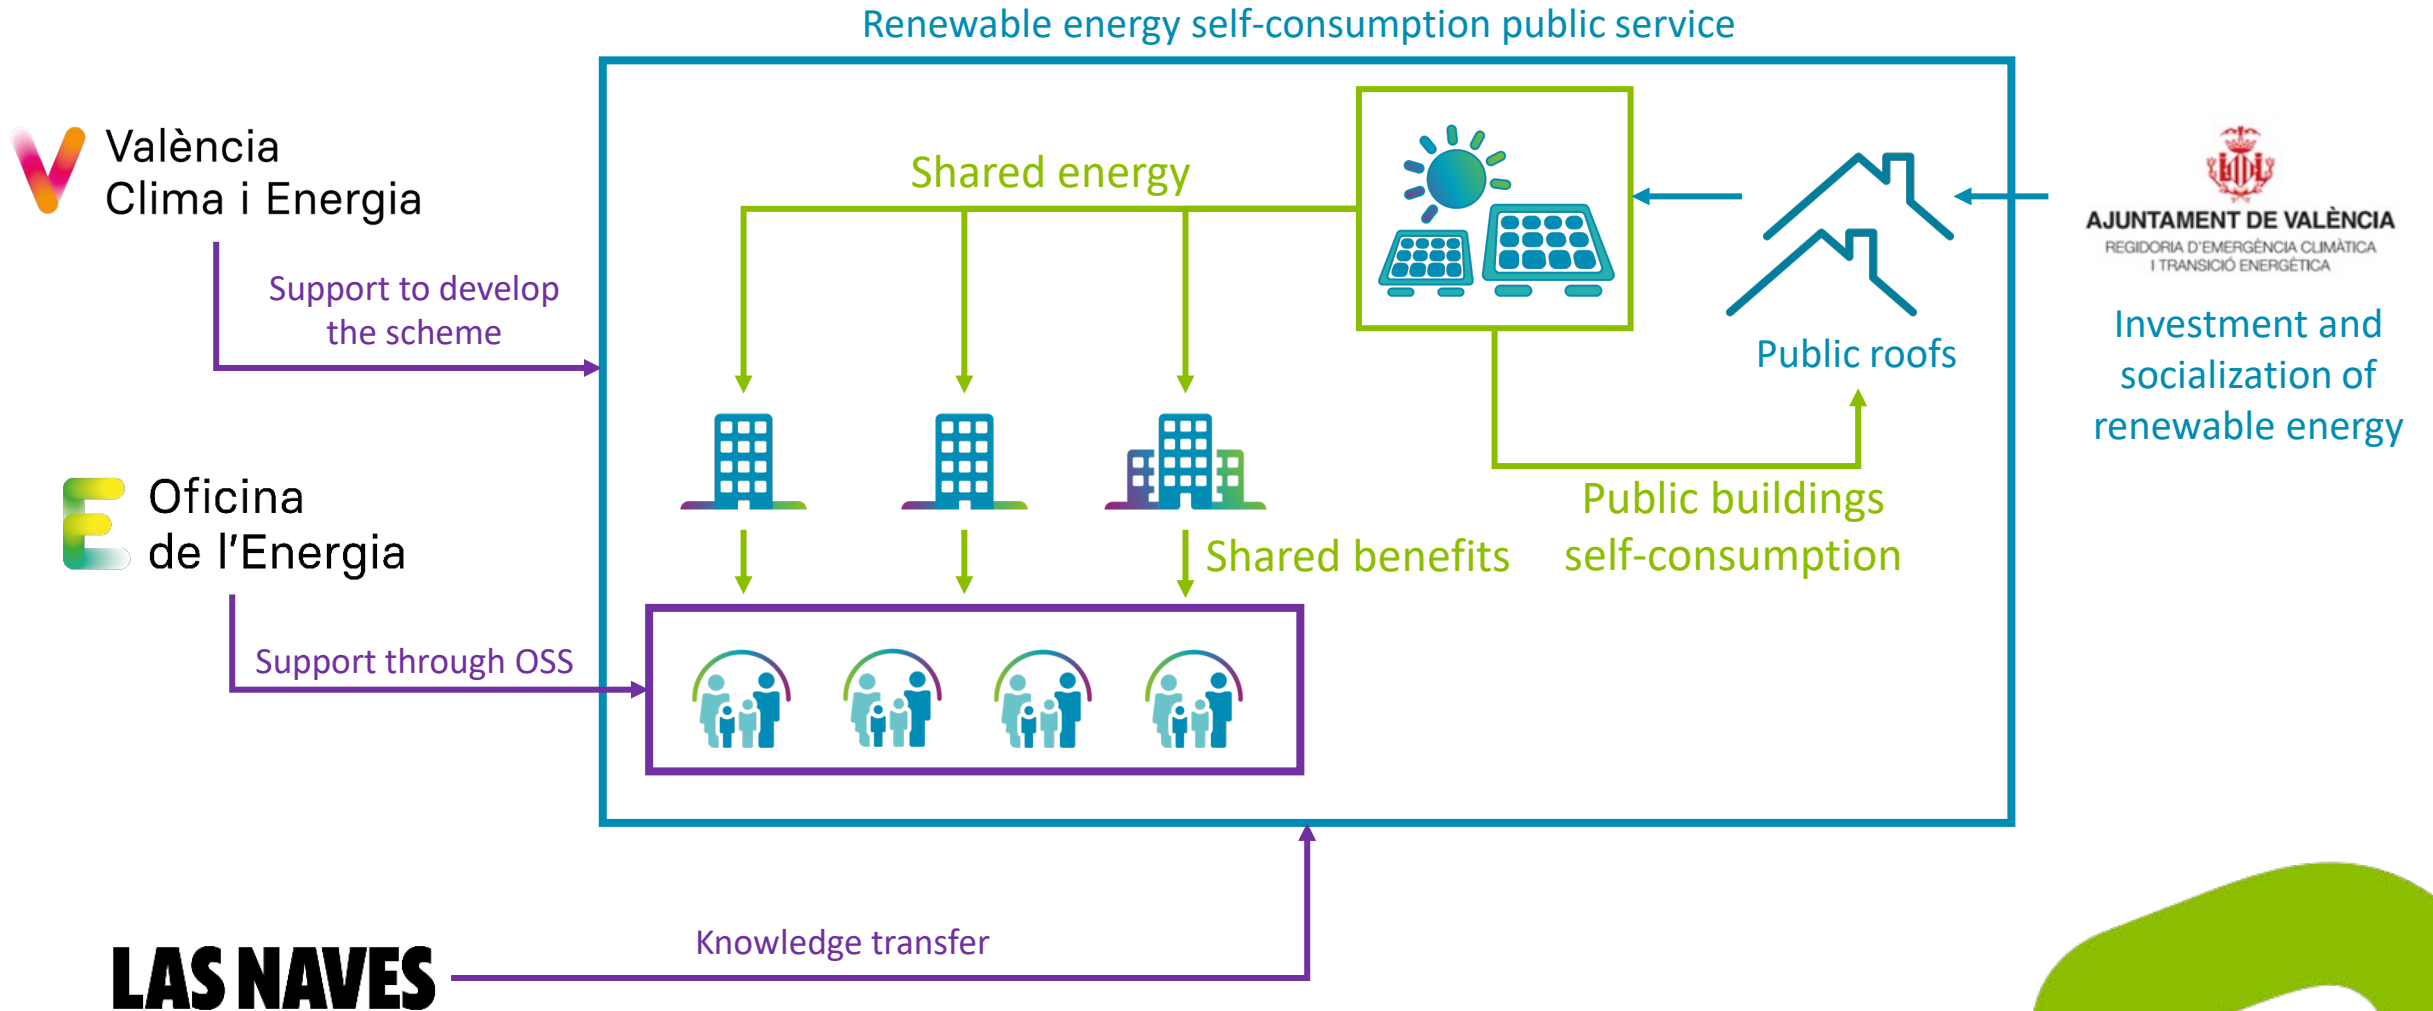 Renewable energy self-consumption public service
València
Clima i Energia
Shared energy
AJUNTAMENT DE VALÈNCIA
REGIDORIA D'EMERGÈNCIA CLIMÀTICA
I TRANSICIÓ ENERGÈTICA
Support to develop
the scheme
Public roofs
Investment and
socialization of
renewable energy
Oficina
de l'Energia
Shared benefits
Public buildings
self-consumption
Support through OSS
Knowledge transfer
LAS NAVES